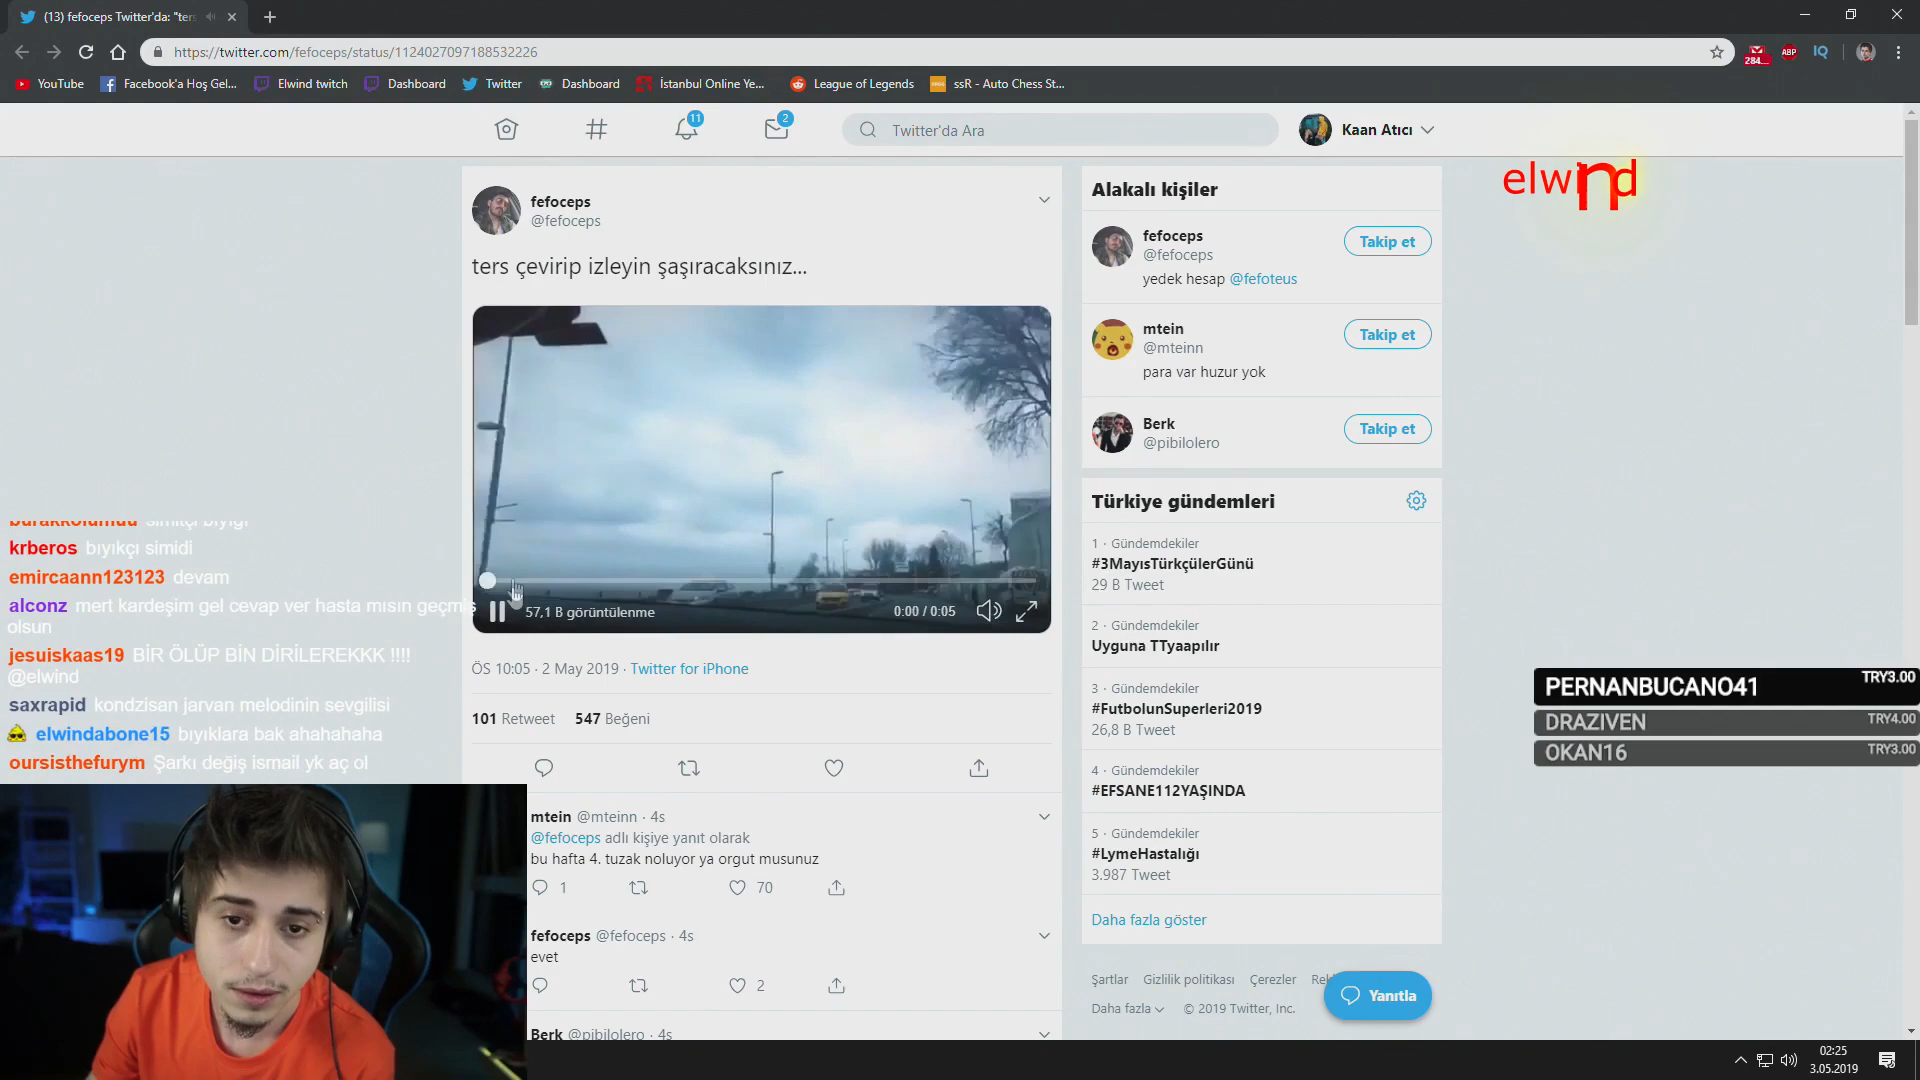 (13) fefoceps Twitter'da: "ters
https://twitter.com/fefoceps/status/1124027097188532226
284...
ABP
IQ
YouTube
Facebook'a Hoş Gel...
Elwind twitch
Dashboard
Twitter
Dashboard
İstanbul Online Ye...
League of Legends
ssR - Auto Chess St...
11
2
Twitter'da Ara
Kaan Atıcı
elwind
fefoceps
@fefoceps
ters çevirip izleyin şaşıracaksınız...
57,1 B görüntülenme
0:00 / 0:05
ÖS 10:05 · 2 May 2019 · Twitter for iPhone
101 Retweet 547 Beğeni
mtein @mteinn · 4s
@fefoceps adlı kişiye yanıt olarak
bu hafta 4. tuzak noluyor ya orgut musunuz
1
70
fefoceps @fefoceps · 4s
evet
2
Berk @pibilolero · 4s
Alakalı kişiler
fefoceps
@fefoceps
yedek hesap @fefoteus
Takip et
mtein
@mteinn
para var huzur yok
Takip et
Berk
@pibilolero
Takip et
Türkiye gündemleri
1 · Gündemdekiler
#3MayısTürkçülerGünü
29 B Tweet
2 · Gündemdekiler
Uyguna TTyaapılır
3 · Gündemdekiler
#FutbolunSuperleri2019
26,8 B Tweet
4 · Gündemdekiler
#EFSANE112YAŞINDA
5 · Gündemdekiler
#LymeHastalığı
3.987 Tweet
Daha fazla göster
Şartlar Gizlilik politikası Çerezler
Daha fazla © 2019 Twitter, Inc.
Yanıtla
burakkolumuu simitçi bıyığı
krberos bıyıkçı simidi
emircaann123123 devam
alconz mert kardeşim gel cevap ver hasta mısın geçmis
olsun
jesuiskaas19 BİR ÖLÜP BİN DİRİLEREKKK !!!!
@elwind
saxrapid kondzisan jarvan melodinin sevgilisi
elwindabone15 bıyıklara bak ahahahaha
oursisthefurym Şarkı değiş ismail yk aç ol
PERNANBUCANO41 TRY3.00
DRAZIVEN TRY4.00
OKAN16 TRY3.00
02:25
3.05.2019